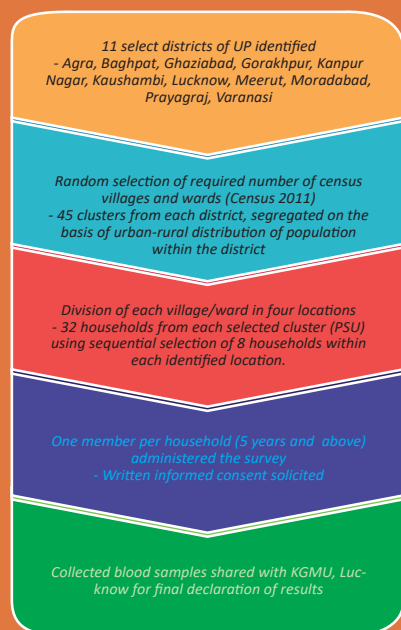 11 select districts of UP identified
- Agra, Baghpat, Ghaziabad, Gorakhpur, Kanpur
Nagar, Kaushambi, Lucknow, Meerut, Moradabad,
Prayagraj, Varanasi
Random selection of required number of census
villages and wards (Census 2011)
- 45 clusters from each district, segregated on the
basis of urban-rural distribution of population
within the district
Division of each village/ward in four locations
- 32 households from each selected cluster (PSU)
using sequential selection of 8 households within
each identified location.
One member per household (5 years and above)
administered the survey
- Written informed consent solicited
Collected blood samples shared with KGMU, Luc-
know for final declaration of results